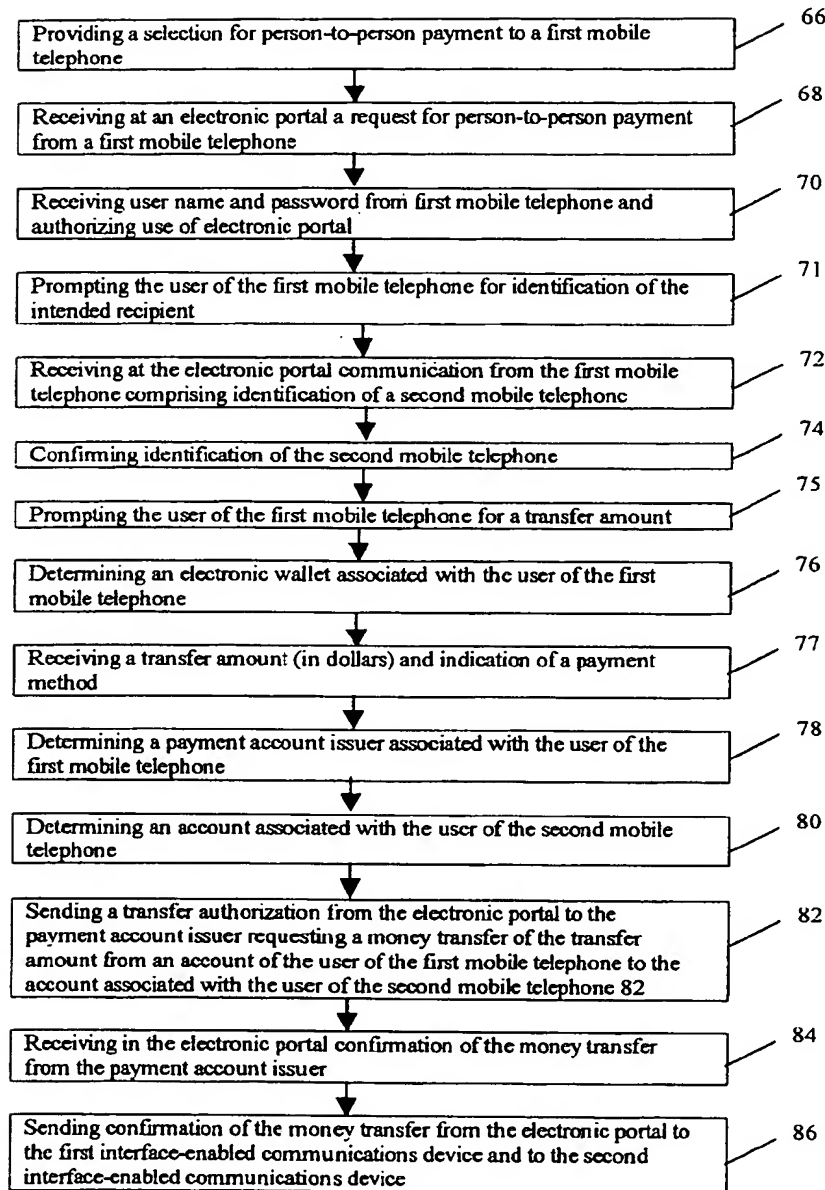 66
Providing a selection for person-to-person payment to a first mobile
telephone
68
Receiving at an electronic portal a request for person-to-person payment
from a first mobile telephone
70
Receiving user name and password from first mobile telephone and
authorizing use of electronic portal
71
Prompting the user of the first mobile telephone for identification of the
intended recipient
72
Receiving at the electronic portal communication from the first mobile
telephone comprising identification of a second mobile telephone
74
Confirming identification of the second mobile telephone
75
Prompting the user of the first mobile telephone for a transfer amount
76
Determining an electronic wallet associated with the user of the first
mobile telephone
77
Receiving a transfer amount (in dollars) and indication of a payment
method
78
Determining a payment account issuer associated with the user of the
first mobile telephone
80
Determining an account associated with the user of the second mobile
telephone
82
Sending a transfer authorization from the electronic portal to the
payment account issuer requesting a money transfer of the transfer
amount from an account of the user of the first mobile telephone to the
account associated with the user of the second mobile telephone 82
84
Receiving in the electronic portal confirmation of the money transfer
from the payment account issuer
86
Sending confirmation of the money transfer from the electronic portal to
the first interface-enabled communications device and to the second
interface-enabled communications device